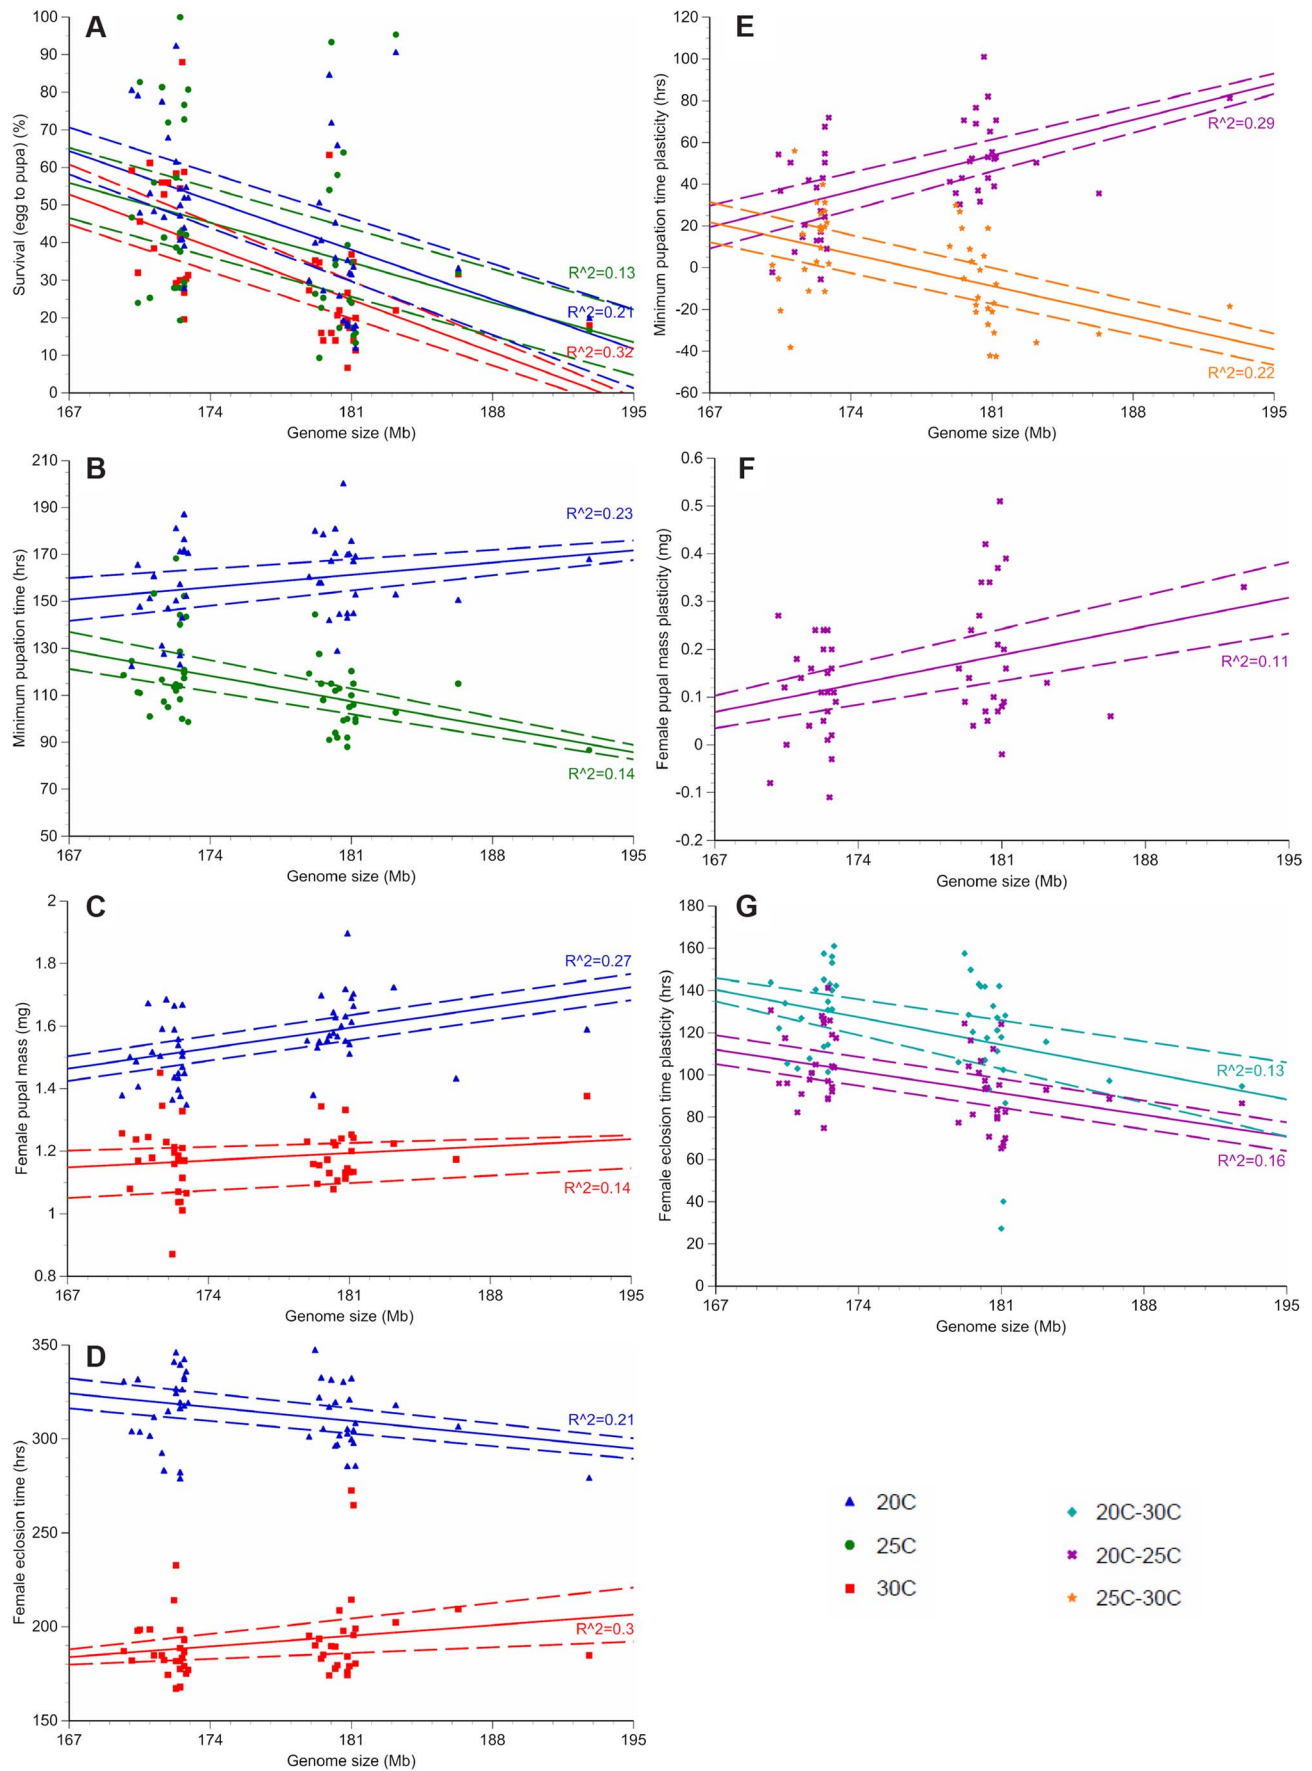 A
Survival (egg to pupa) (%)
100
90
80
70
60
50
40
30
20
10
0
R^2=0.13
R^2=0.21
R^2=0.32
167
174
181
188
195
Genome size (Mb)
E
Minimum pupation time plasticity (hrs)
120
100
80
60
40
20
0
-20
-40
-60
R^2=0.29
R^2=0.22
167
174
181
188
195
Genome size (Mb)
B
Minimum pupation time (hrs)
210
190
170
150
130
110
90
70
50
R^2=0.23
R^2=0.14
167
174
181
188
195
Genome size (Mb)
F
Female pupal mass plasticity (mg)
0.6
0.5
0.4
0.3
0.2
0.1
0
-0.1
-0.2
R^2=0.11
167
174
181
188
195
Genome size (Mb)
C
Female pupal mass (mg)
2
1.8
1.6
1.4
1.2
1
0.8
R^2=0.27
R^2=0.14
167
174
181
188
195
Genome size (Mb)
G
Female eclosion time plasticity (hrs)
180
160
140
120
100
80
60
40
20
0
R^2=0.13
R^2=0.16
167
174
181
188
195
Genome size (Mb)
D
Female eclosion time (hrs)
350
300
250
200
150
R^2=0.21
R^2=0.3
167
174
181
188
195
Genome size (Mb)
20C
25C
30C
20C-30C
20C-25C
25C-30C